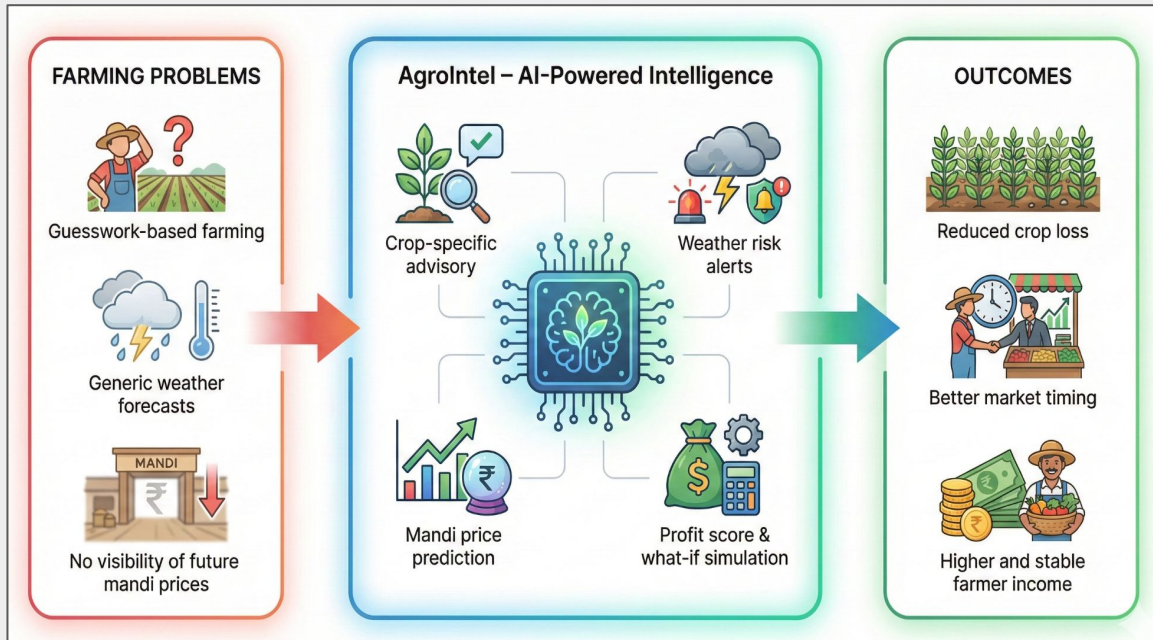 FARMING PROBLEMS
?
Guesswork-based farming
Generic weather
forecasts
MANDI
₹
No visibility of future
mandi prices
AgroIntel – AI-Powered Intelligence
Crop-specific
advisory
!
Weather risk
alerts
₹
Mandi price
prediction
$
Profit score &
what-if simulation
OUTCOMES
Reduced crop loss
Better market timing
₹
₹
₹
Higher and stable
farmer income